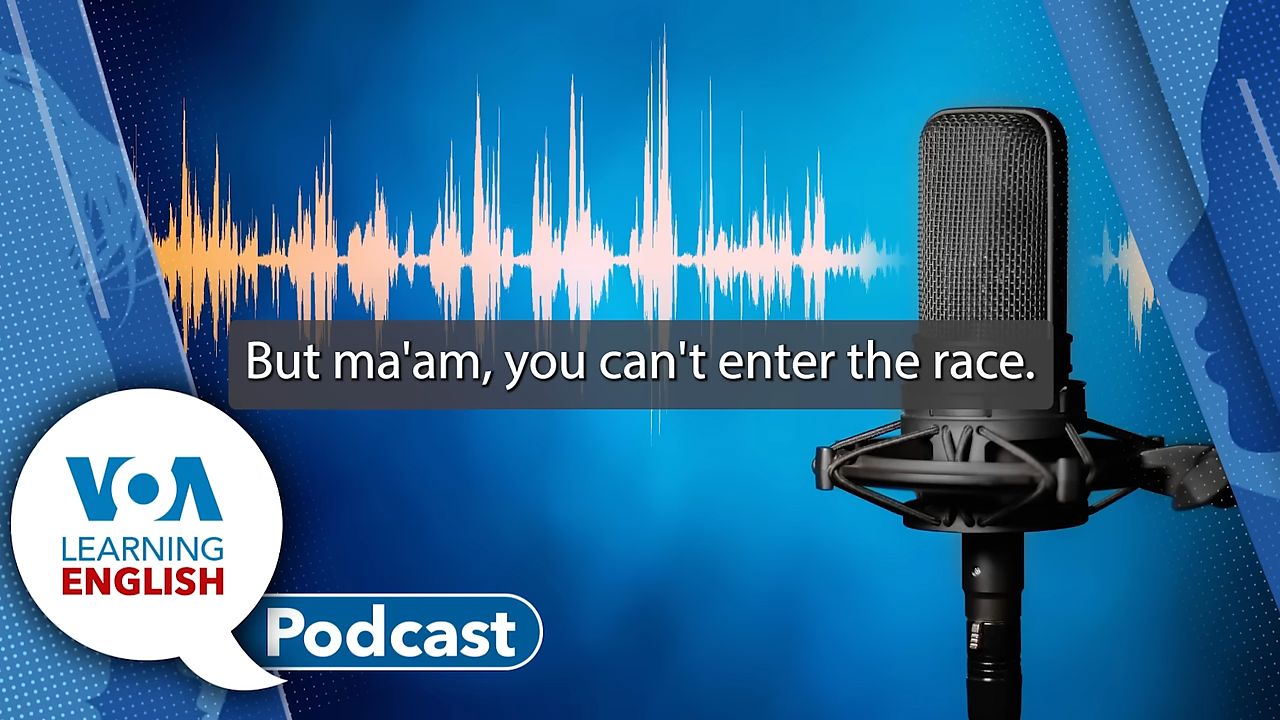 But ma'am, you can't enter the race.
VOA
LEARNING
ENGLISH
Podcast